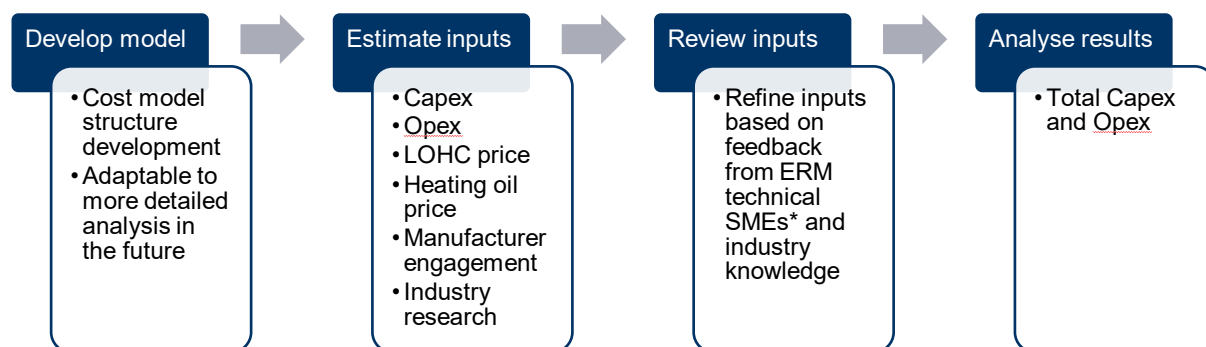 Develop model
• Cost model
structure
development
• Adaptable to
more detailed
analysis in
the future
Estimate inputs
• Capex
• Opex
• LOHC price
• Heating oil
price
• Manufacturer
engagement
• Industry
research
Review inputs
• Refine inputs
based on
feedback
from ERM
technical
SMEs* and
industry
knowledge
Analyse results
• Total Capex
and Opex